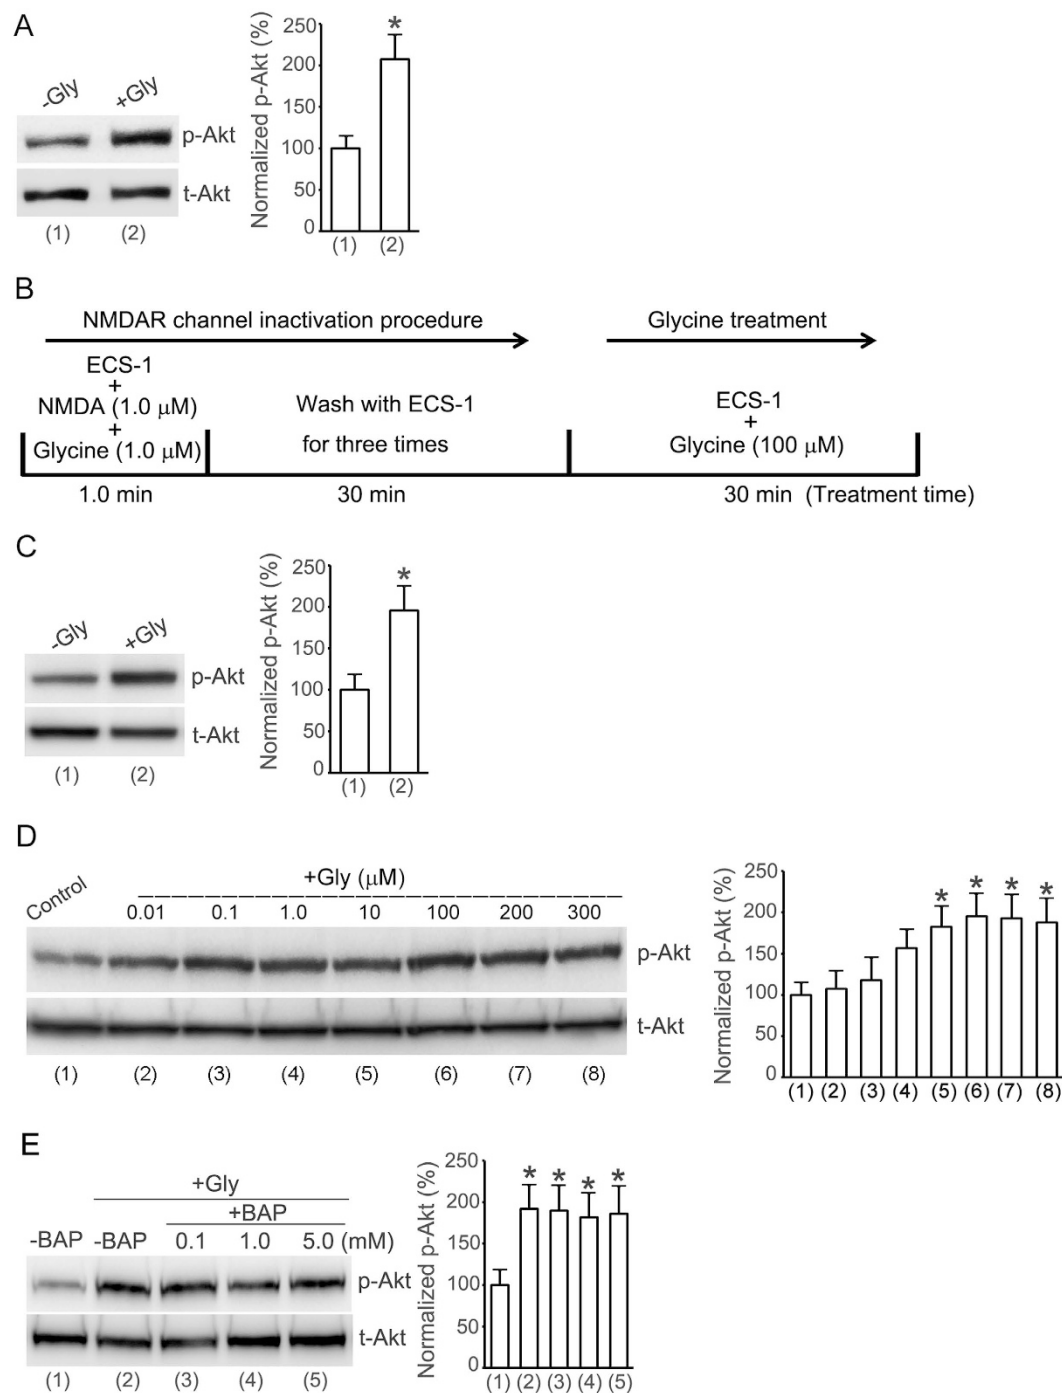 A
-Gly +Gly
p-Akt
t-Akt
(1) (2)
Normalized p-Akt (%)
250
200
150
100
50
0
*
(1) (2)
B
NMDAR channel inactivation procedure
Glycine treatment
ECS-1
+
NMDA (1.0 μM)
+
Glycine (1.0 μM)
Wash with ECS-1
for three times
ECS-1
+
Glycine (100 μM)
1.0 min
30 min
30 min (Treatment time)
C
-Gly +Gly
p-Akt
t-Akt
(1) (2)
Normalized p-Akt (%)
250
200
150
100
50
0
*
(1) (2)
D
+Gly (μM)
Control 0.01 0.1 1.0 10 100 200 300
p-Akt
t-Akt
(1) (2) (3) (4) (5) (6) (7) (8)
Normalized p-Akt (%)
250
200
150
100
50
0
* * * *
(1) (2) (3) (4) (5) (6) (7) (8)
E
+Gly
+BAP
-BAP -BAP 0.1 1.0 5.0 (mM)
p-Akt
t-Akt
(1) (2) (3) (4) (5)
Normalized p-Akt (%)
250
200
150
100
50
0
* * * *
(1) (2) (3) (4) (5)